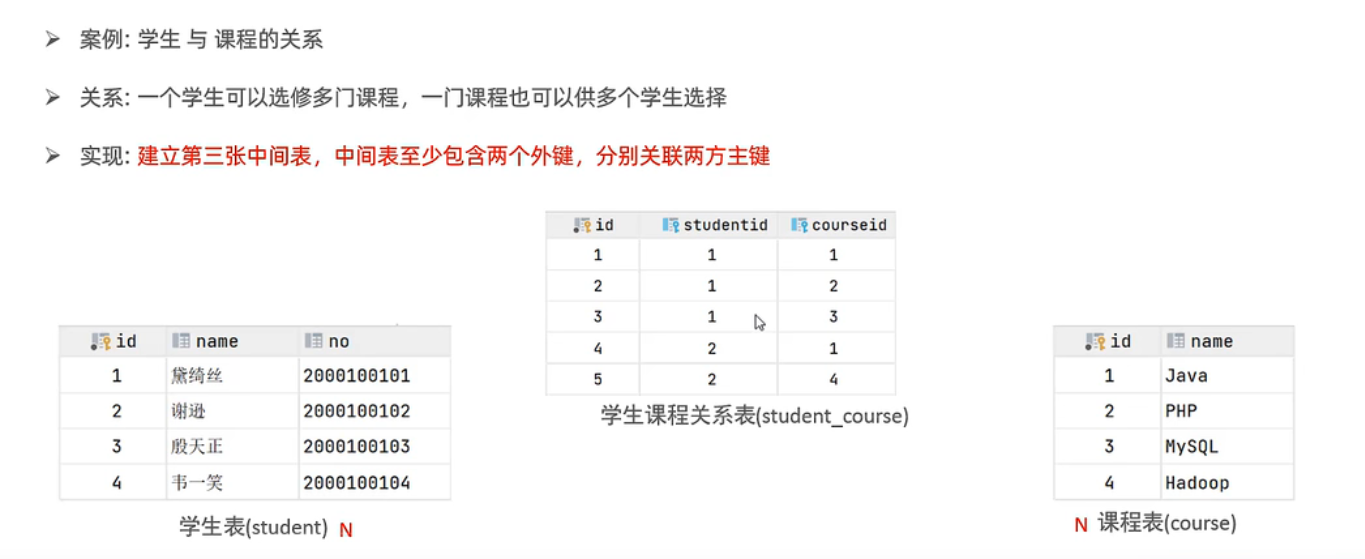 案例: 学生 与 课程的关系
关系: 一个学生可以选修多门课程，一门课程也可以供多个学生选择
实现: 建立第三张中间表，中间表至少包含两个外键，分别关联两方主键
id studentid courseid
1 1 1
2 1 2
3 1 3
4 2 1
5 2 4
学生课程关系表(student_course)
id name no
1 黛绮丝 2000100101
2 谢逊 2000100102
3 殷天正 2000100103
4 韦一笑 2000100104
学生表(student) N
id name
1 Java
2 PHP
3 MySQL
4 Hadoop
N 课程表(course)